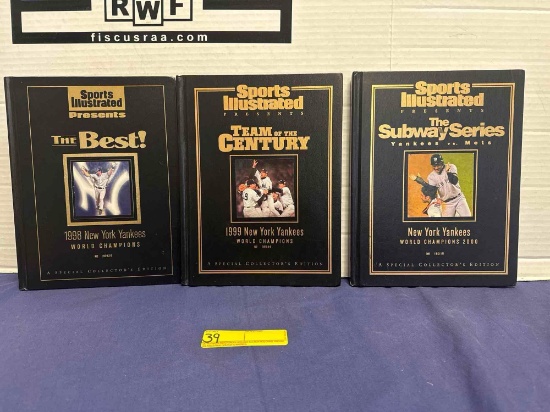 RWF
fiscusraa.com
Sports
Illustrated
Presents
The Best!
1998 New York Yankees
WORLD CHAMPIONS
A SPECIAL COLLECTOR'S EDITION
Sports
Illustrated
PRESENTS
TEAM OF THE
CENTURY
1999 New York Yankees
WORLD CHAMPIONS
A SPECIAL COLLECTOR'S EDITION
Sports
Illustrated
PRESENTS
The
Subway Series
Yankees vs. Mets
New York Yankees
WORLD CHAMPIONS 2000
A SPECIAL COLLECTOR'S EDITION
39